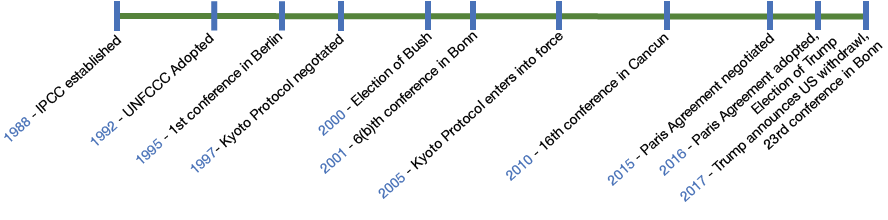 1988 - IPCC established
1992 - UNFCCC Adopted
1995 - 1st conference in Berlin
1997- Kyoto Protocol negotated
2000 - Election of Bush
2001 - 6(b)th conference in Bonn
2005 - Kyoto Protocol enters into force
2010 - 16th conference in Cancun
2015 - Paris Agreement negotiated
2016 - Paris Agreement adopted,
Election of Trump
2017 - Trump announces US withdrawl,
23rd conference in Bonn